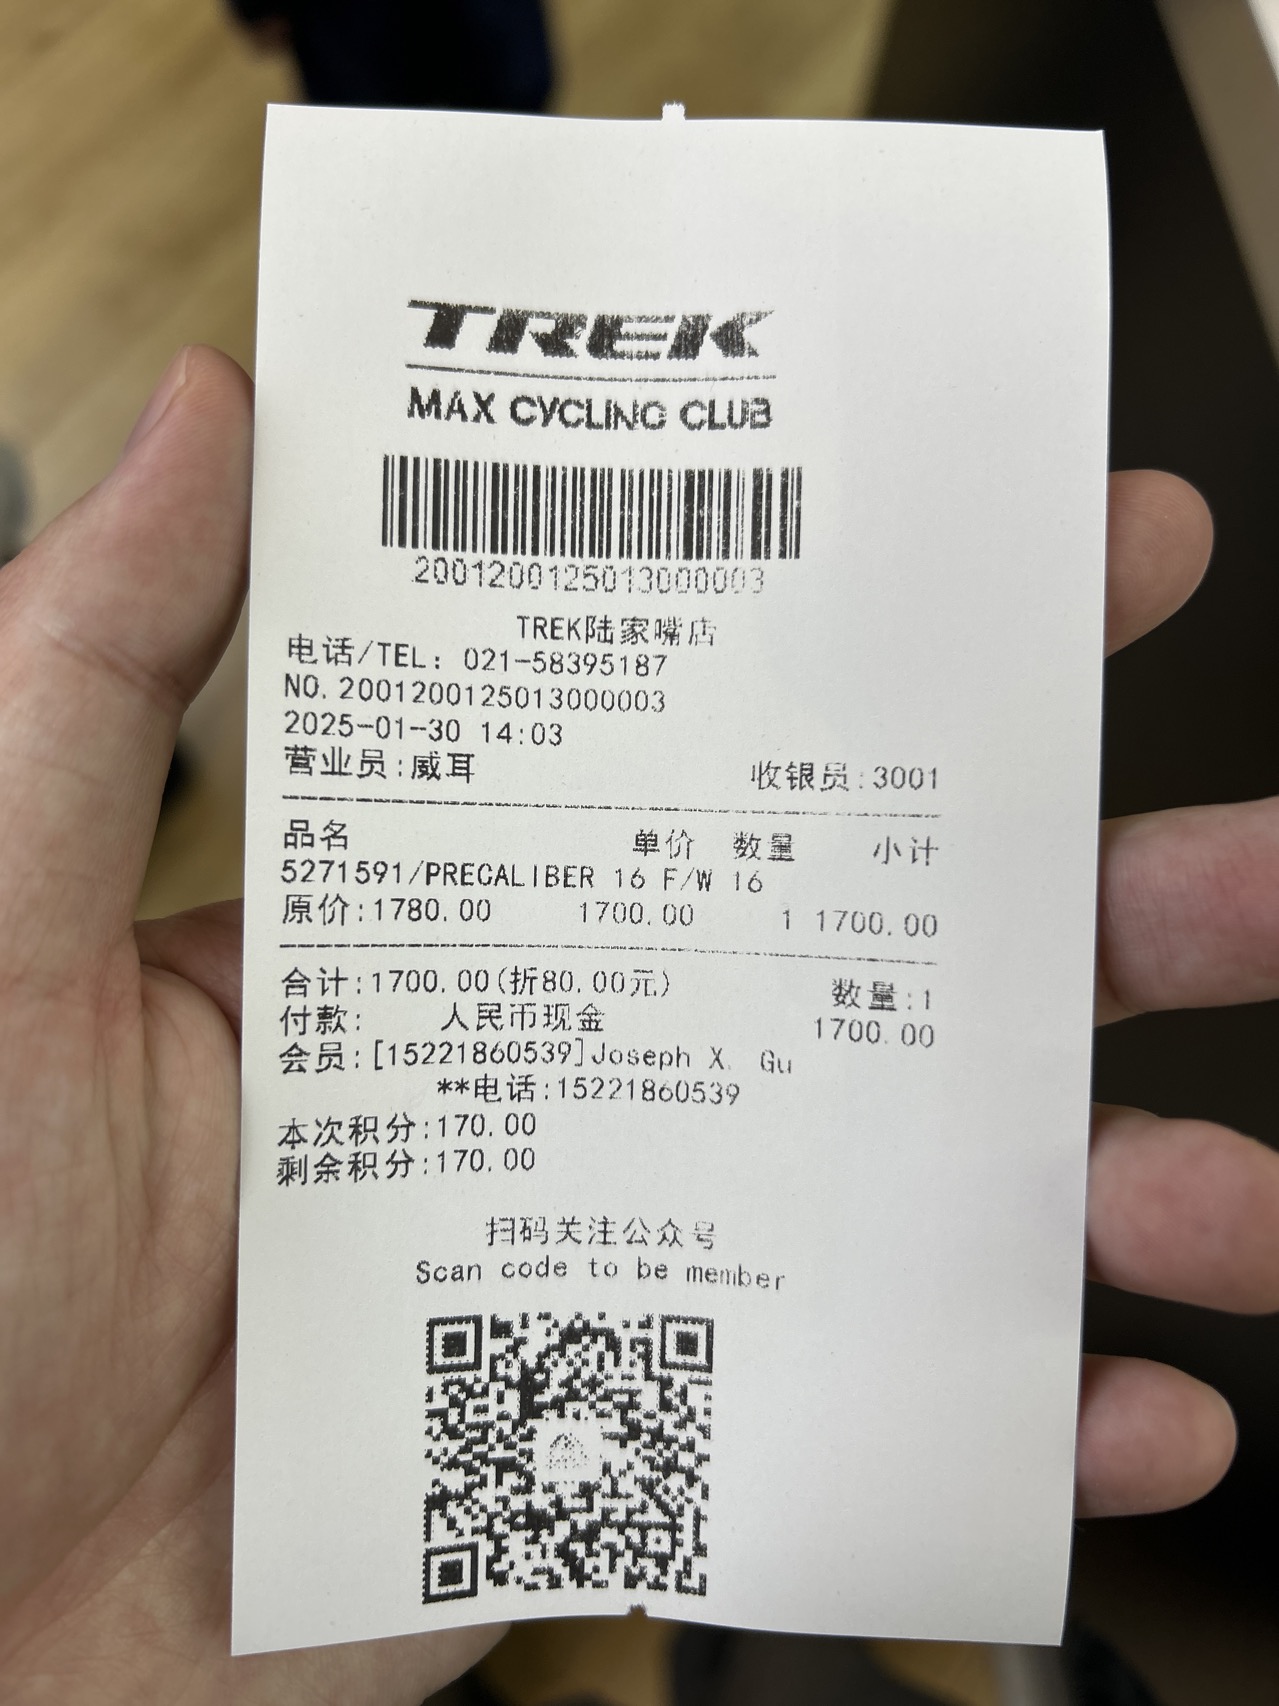 TREK
MAX CYCLING CLUB
2001200125013000003
TREK陆家嘴店
电话/TEL: 021-58395187
NO.2001200125013000003
2025-01-30 14:03
营业员:威耳 收银员:3001
品名 单价 数量 小计
5271591/PRECALIBER 16 F/W 16
原价:1780.00 1700.00 1 1700.00
合计:1700.00(折80.00元) 数量:1
付款: 人民币现金 1700.00
会员:[15221860539]Joseph X. Gu
**电话:15221860539
本次积分:170.00
剩余积分:170.00
扫码关注公众号
Scan code to be member